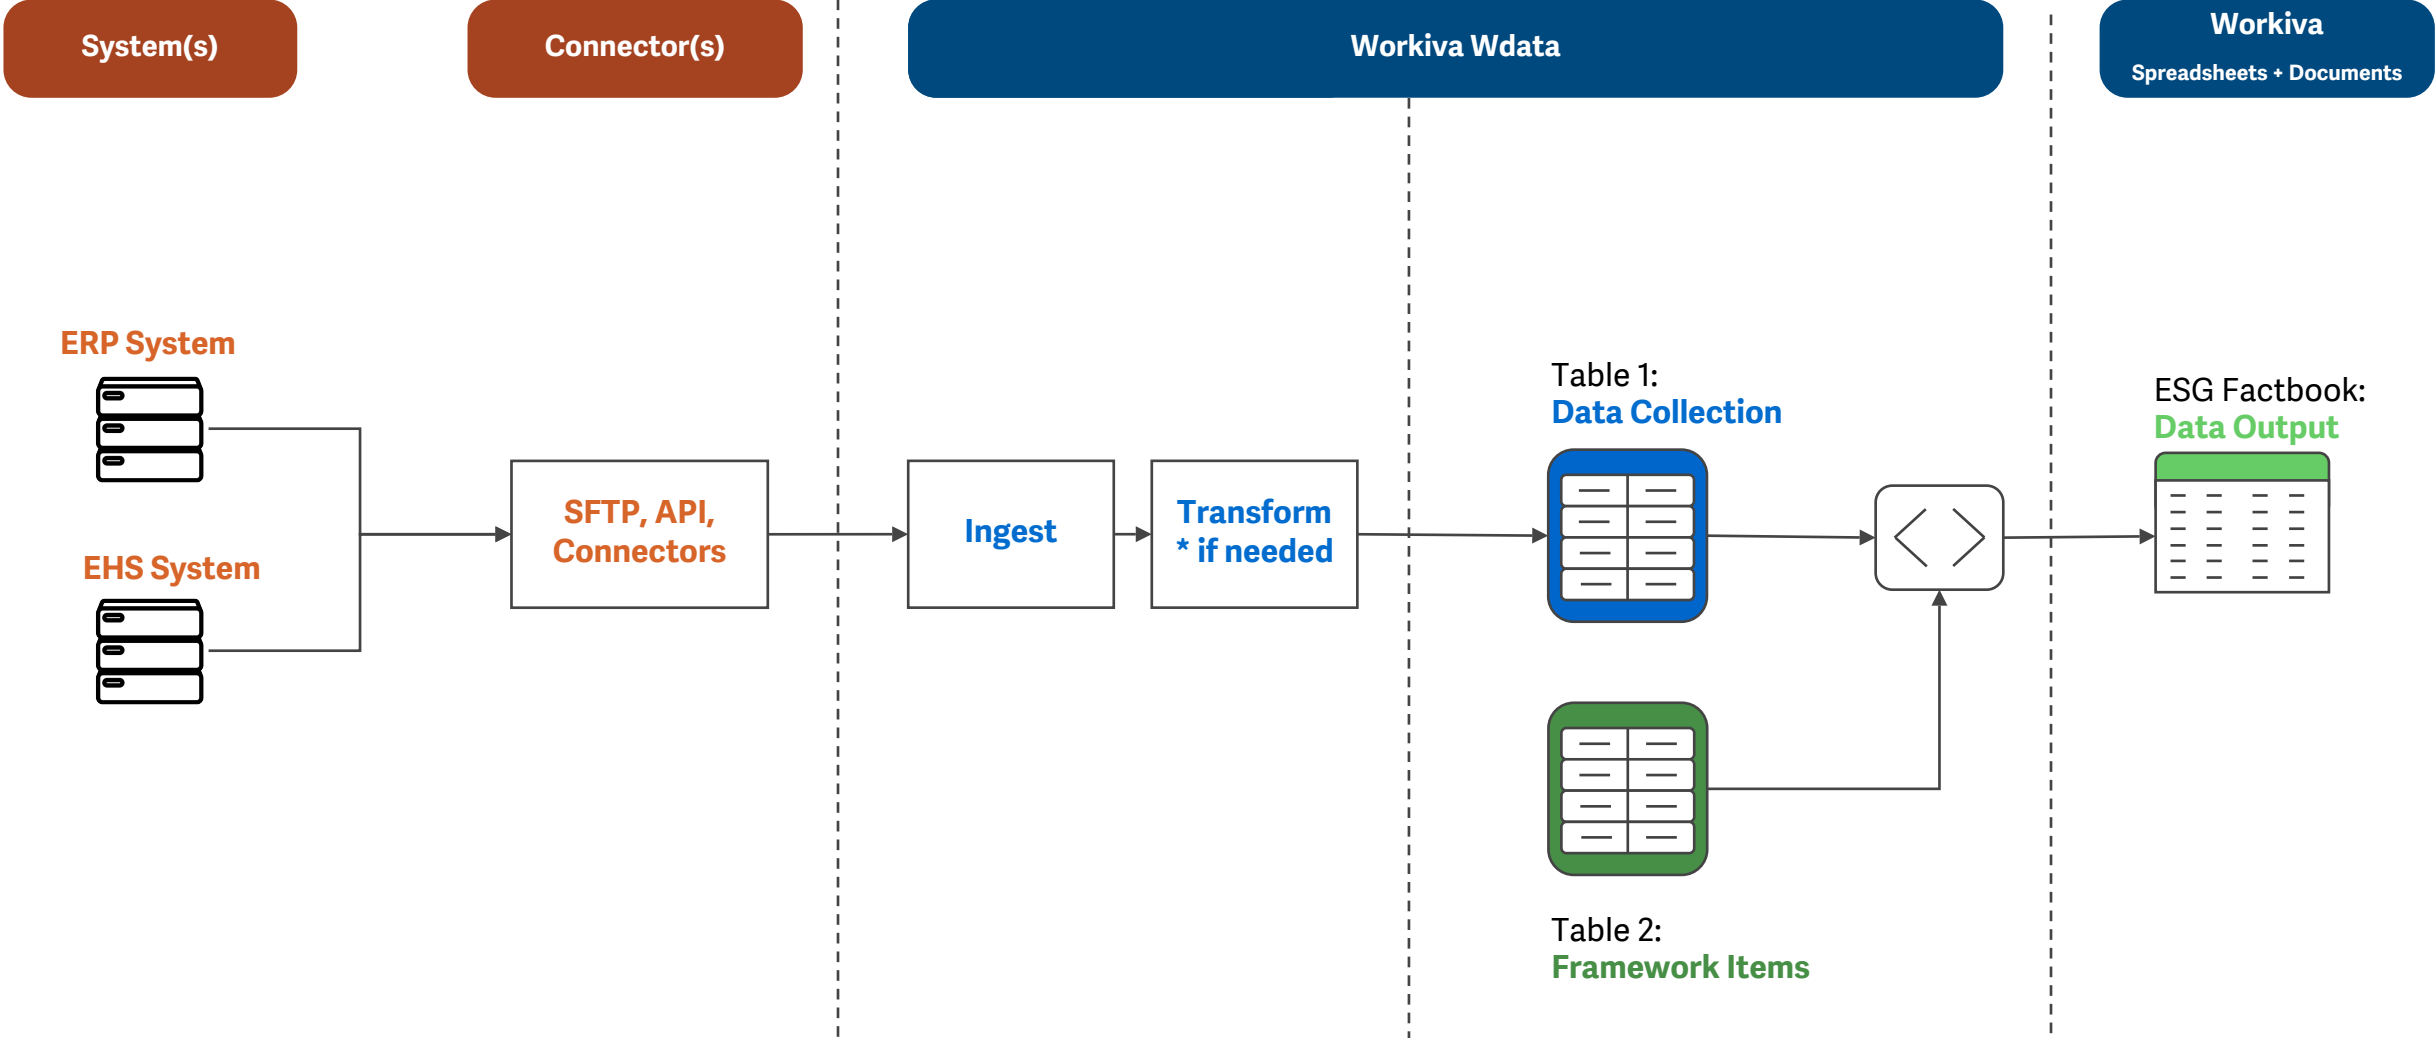 System(s)
Connector(s)
Workiva Wdata
Workiva
Spreadsheets + Documents
ERP System
EHS System
SFTP, API,
Connectors
Ingest
Transform
* if needed
Table 1:
Data Collection
Table 2:
Framework Items
ESG Factbook:
Data Output